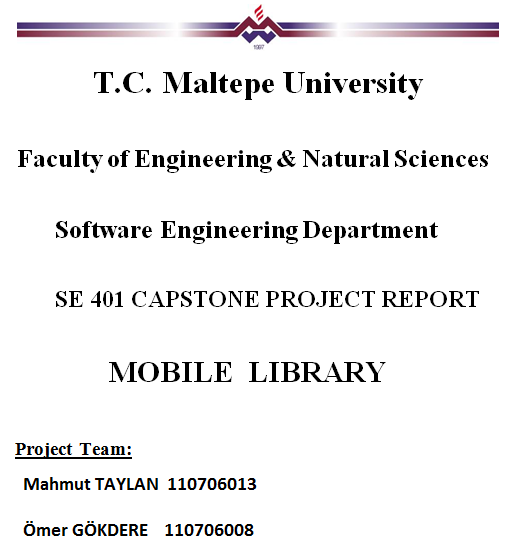 1997
T.C. Maltepe University
Faculty of Engineering & Natural Sciences
Software Engineering Department
SE 401 CAPSTONE PROJECT REPORT
MOBILE LIBRARY
Project Team:
Mahmut TAYLAN 110706013
Ömer GÖKDERE 110706008